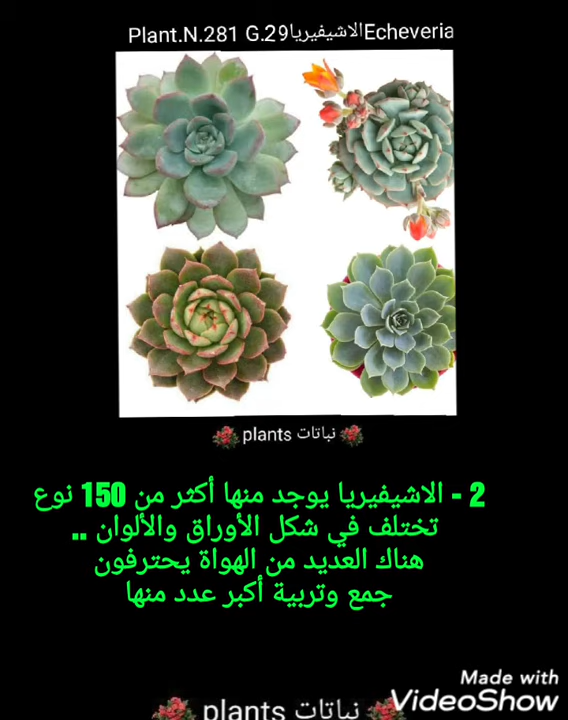 Plant.N.281 G.29الاشيفيرياEcheveria
🌹 plants نباتات 🌹
2 - الاشيفيريا يوجد منها أكثر من 150 نوع
تختلف في شكل الأوراق والألوان ..
هناك العديد من الهواة يحترفون
جمع وتربية أكبر عدد منها
Made with
VideoShow
🌹 plants نباتات 🌹